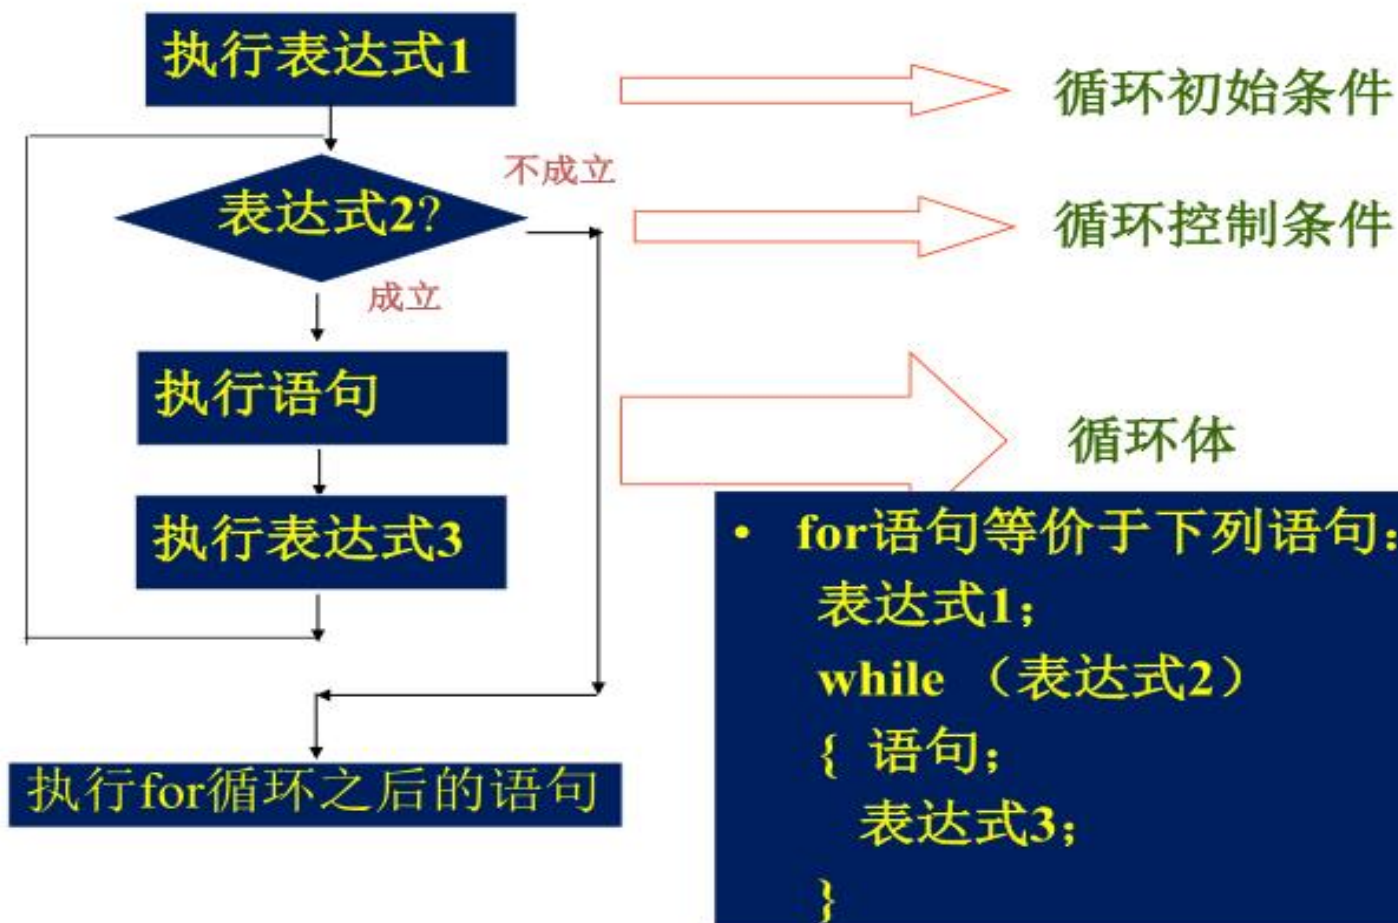 执行表达式1
循环初始条件
不成立
表达式2?
循环控制条件
成立
执行语句
循环体
执行表达式3
执行for循环之后的语句
• for语句等价于下列语句：
表达式1；
while （表达式2）
{ 语句；
表达式3；
}